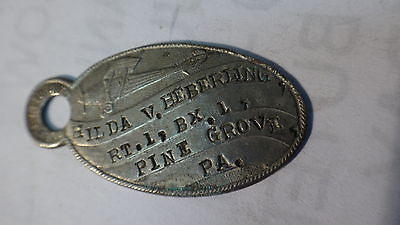 HILDA V. HEBERLING,
RT. 1, BX. 1,
PINE GROVE,
PA.